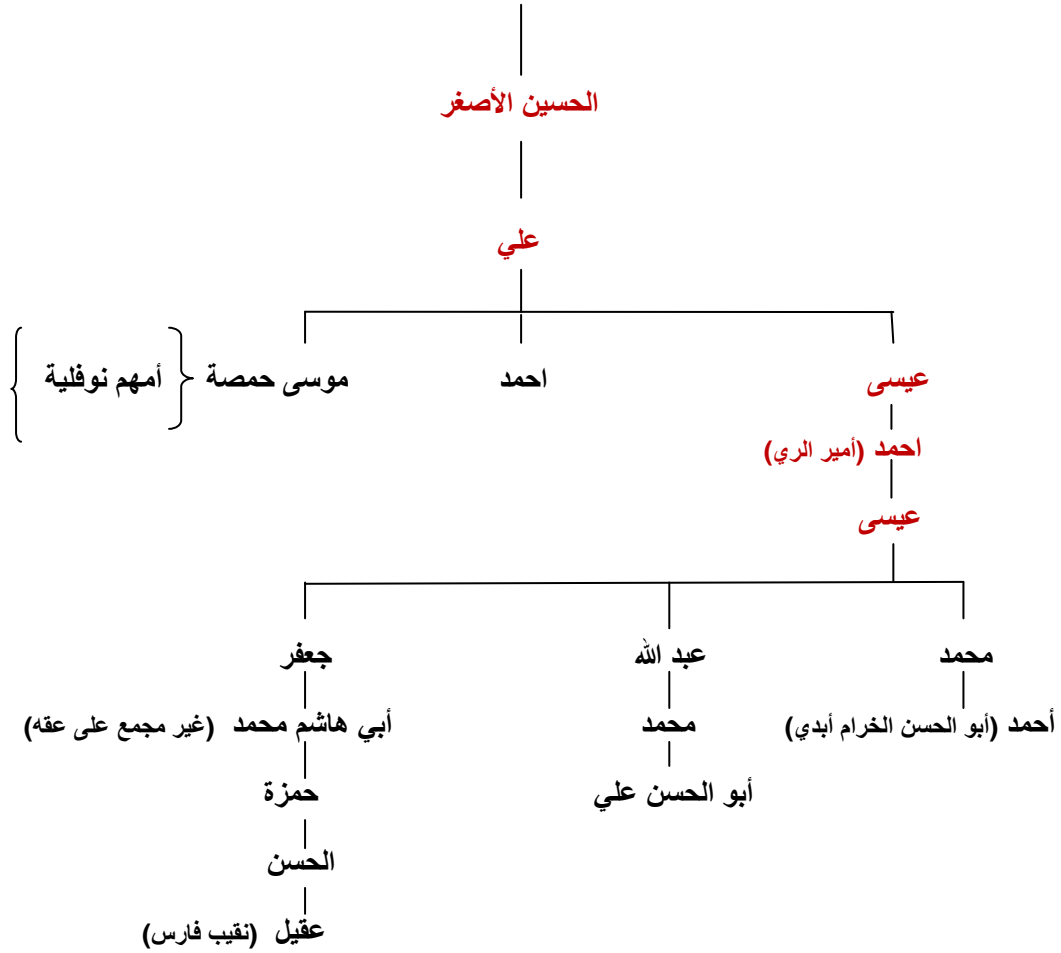 الحسين الأصغر
علي
عيسى احمد موسى حمصة { أمهم نوفلية }
احمد (أمير الري)
عيسى
محمد عبد الله جعفر
أحمد (أبو الحسن الخرام أبدي) محمد أبي هاشم محمد (غير مجمع على عقه)
أبو الحسن علي حمزة
الحسن
عقيل (نقيب فارس)